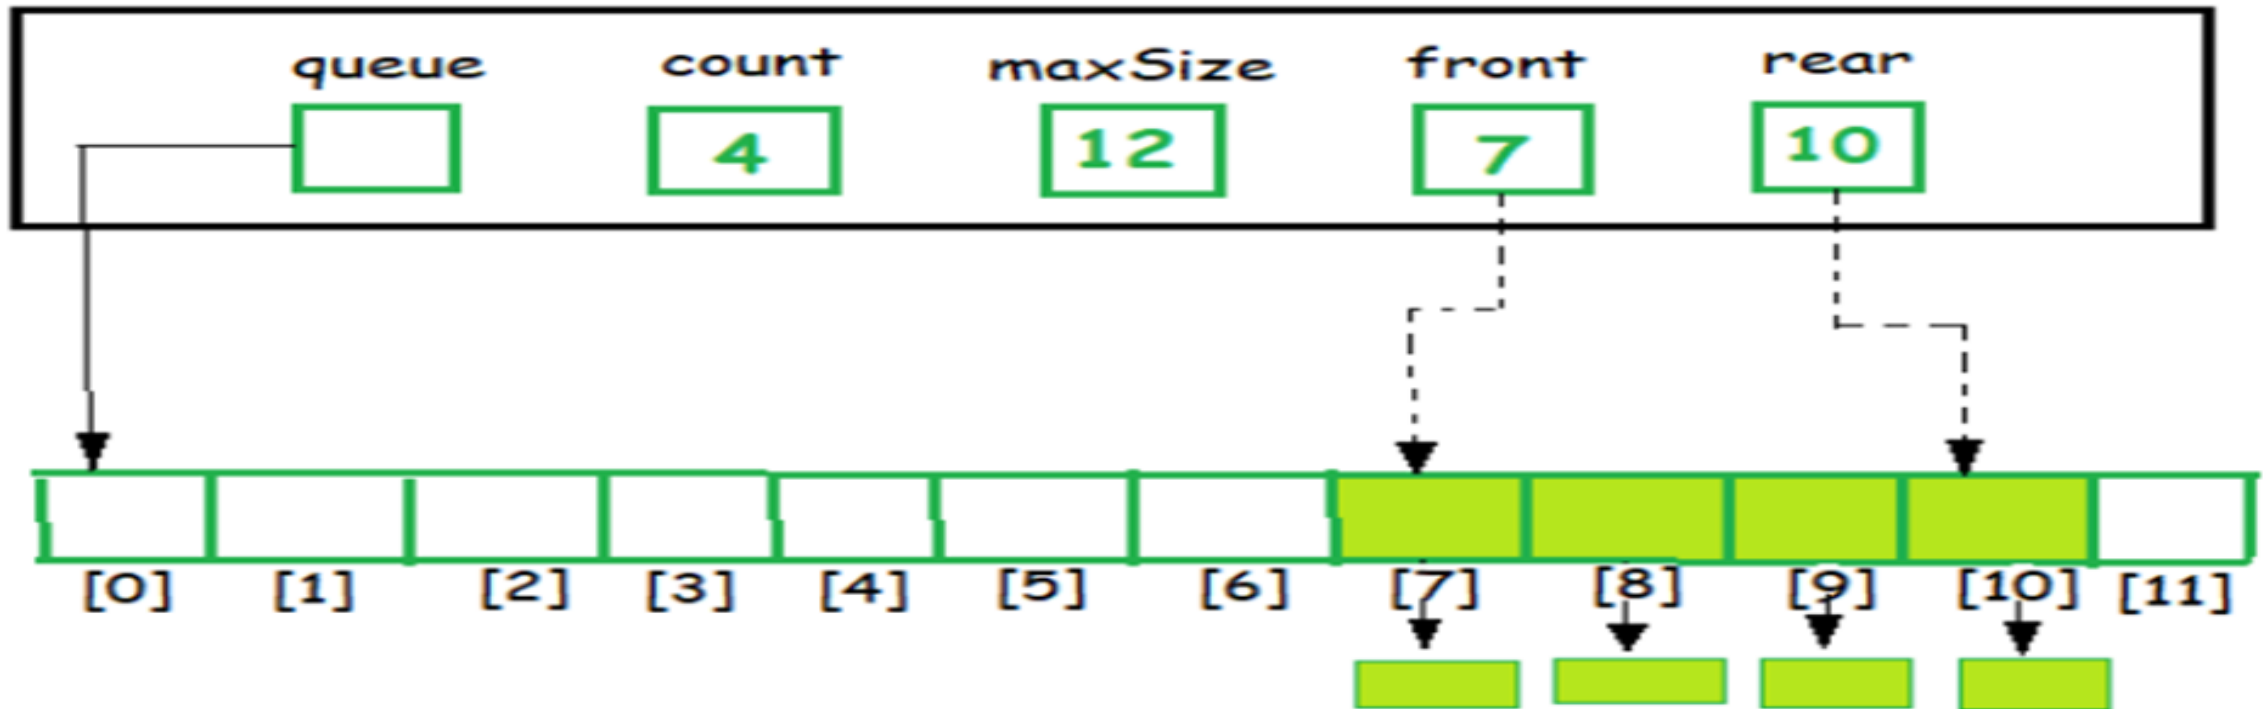 queue count maxSize front rear
4 12 7 10
[0] [1] [2] [3] [4] [5] [6] [7] [8] [9] [10] [11]